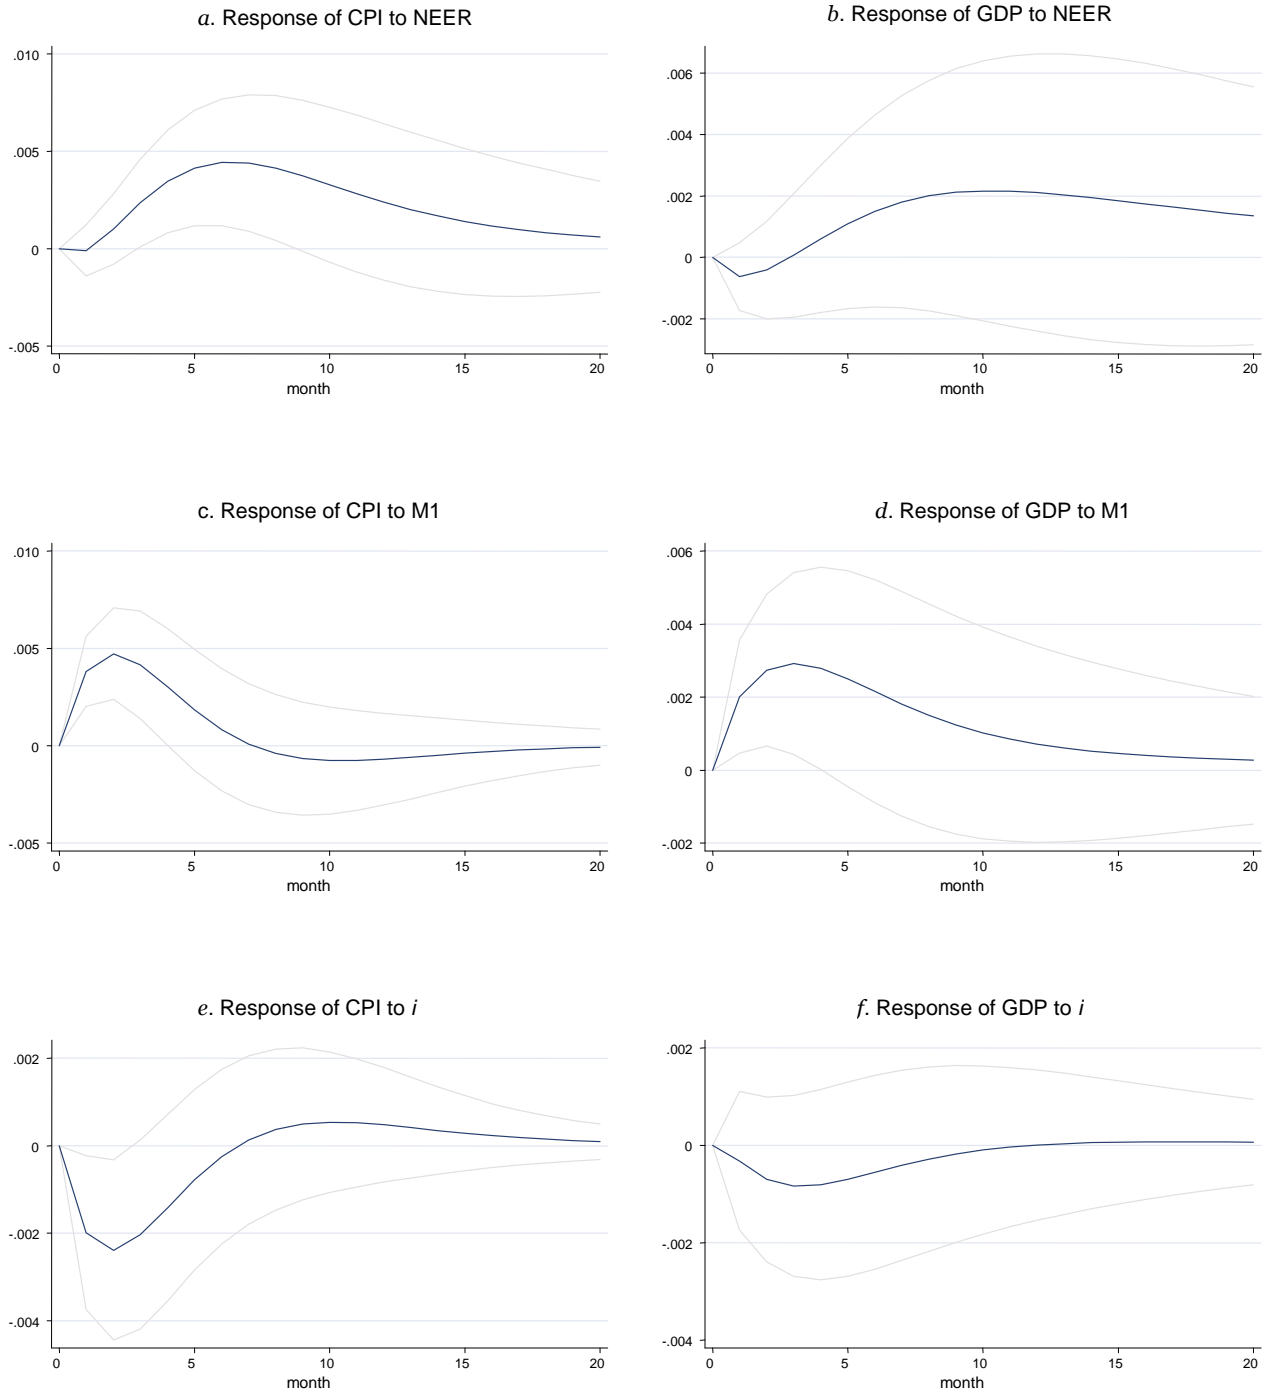 a. Response of CPI to NEER
.010
.005
0
-.005
0 5 10 15 20
month
b. Response of GDP to NEER
.006
.004
.002
0
-.002
0 5 10 15 20
month
c. Response of CPI to M1
.010
.005
0
-.005
0 5 10 15 20
month
d. Response of GDP to M1
.006
.004
.002
0
-.002
0 5 10 15 20
month
e. Response of CPI to i
.002
0
-.002
-.004
0 5 10 15 20
month
f. Response of GDP to i
.002
0
-.002
-.004
0 5 10 15 20
month